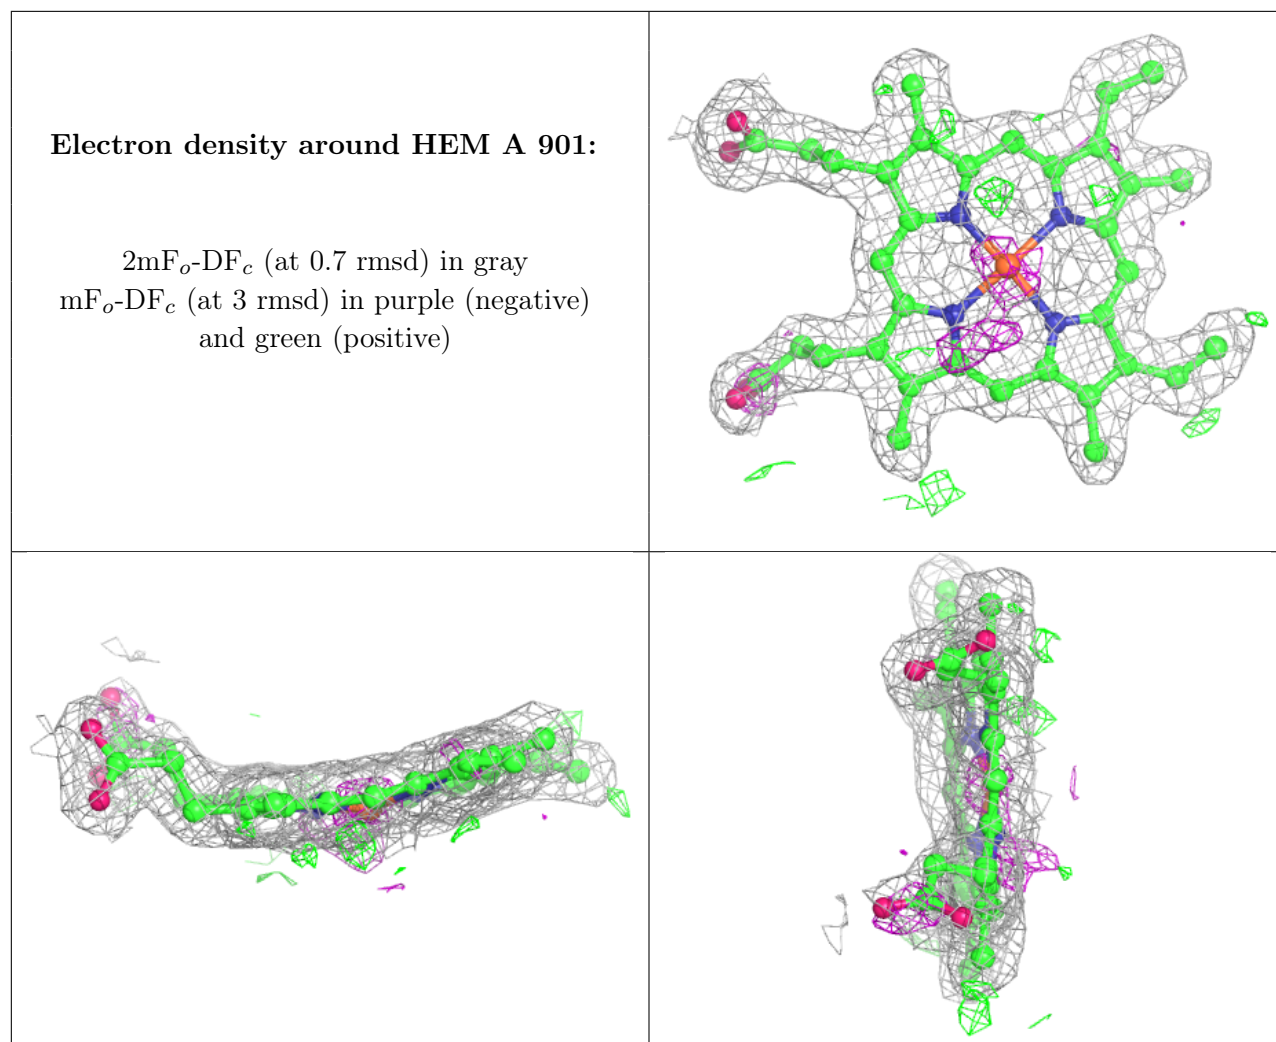 Electron density around HEM A 901:
2mFₒ-DF𝒸 (at 0.7 rmsd) in gray
mFₒ-DF𝒸 (at 3 rmsd) in purple (negative)
and green (positive)